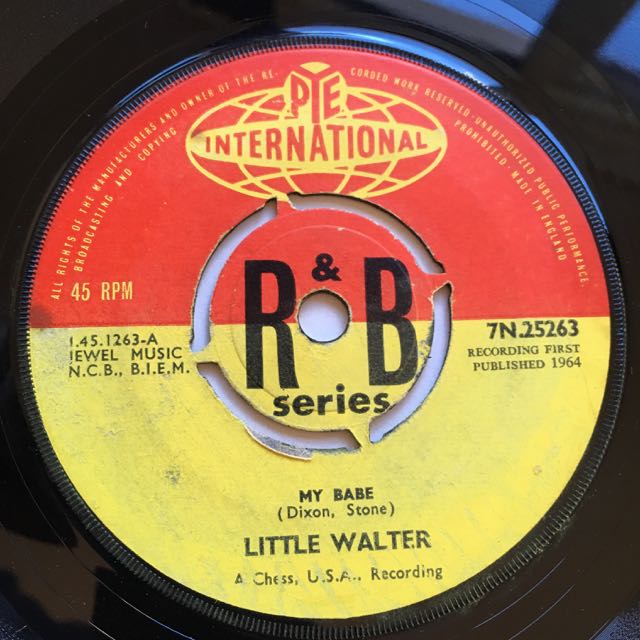 ALL RIGHTS OF THE MANUFACTURERS AND OWNER OF THE RE-CORDED WORK RESERVED·UNAUTHORIZED PUBLIC PERFORMANCE
BROADCASTING AND COPYING PROHIBITED MADE IN ENGLAND
PYE
INTERNATIONAL
45 RPM
R & B
series
1.45.1263-A
JEWEL MUSIC
N.C.B., B.I.E.M.
7N.25263
RECORDING FIRST
PUBLISHED 1964
MY BABE
(Dixon, Stone)
LITTLE WALTER
A Chess, U.S.A., Recording